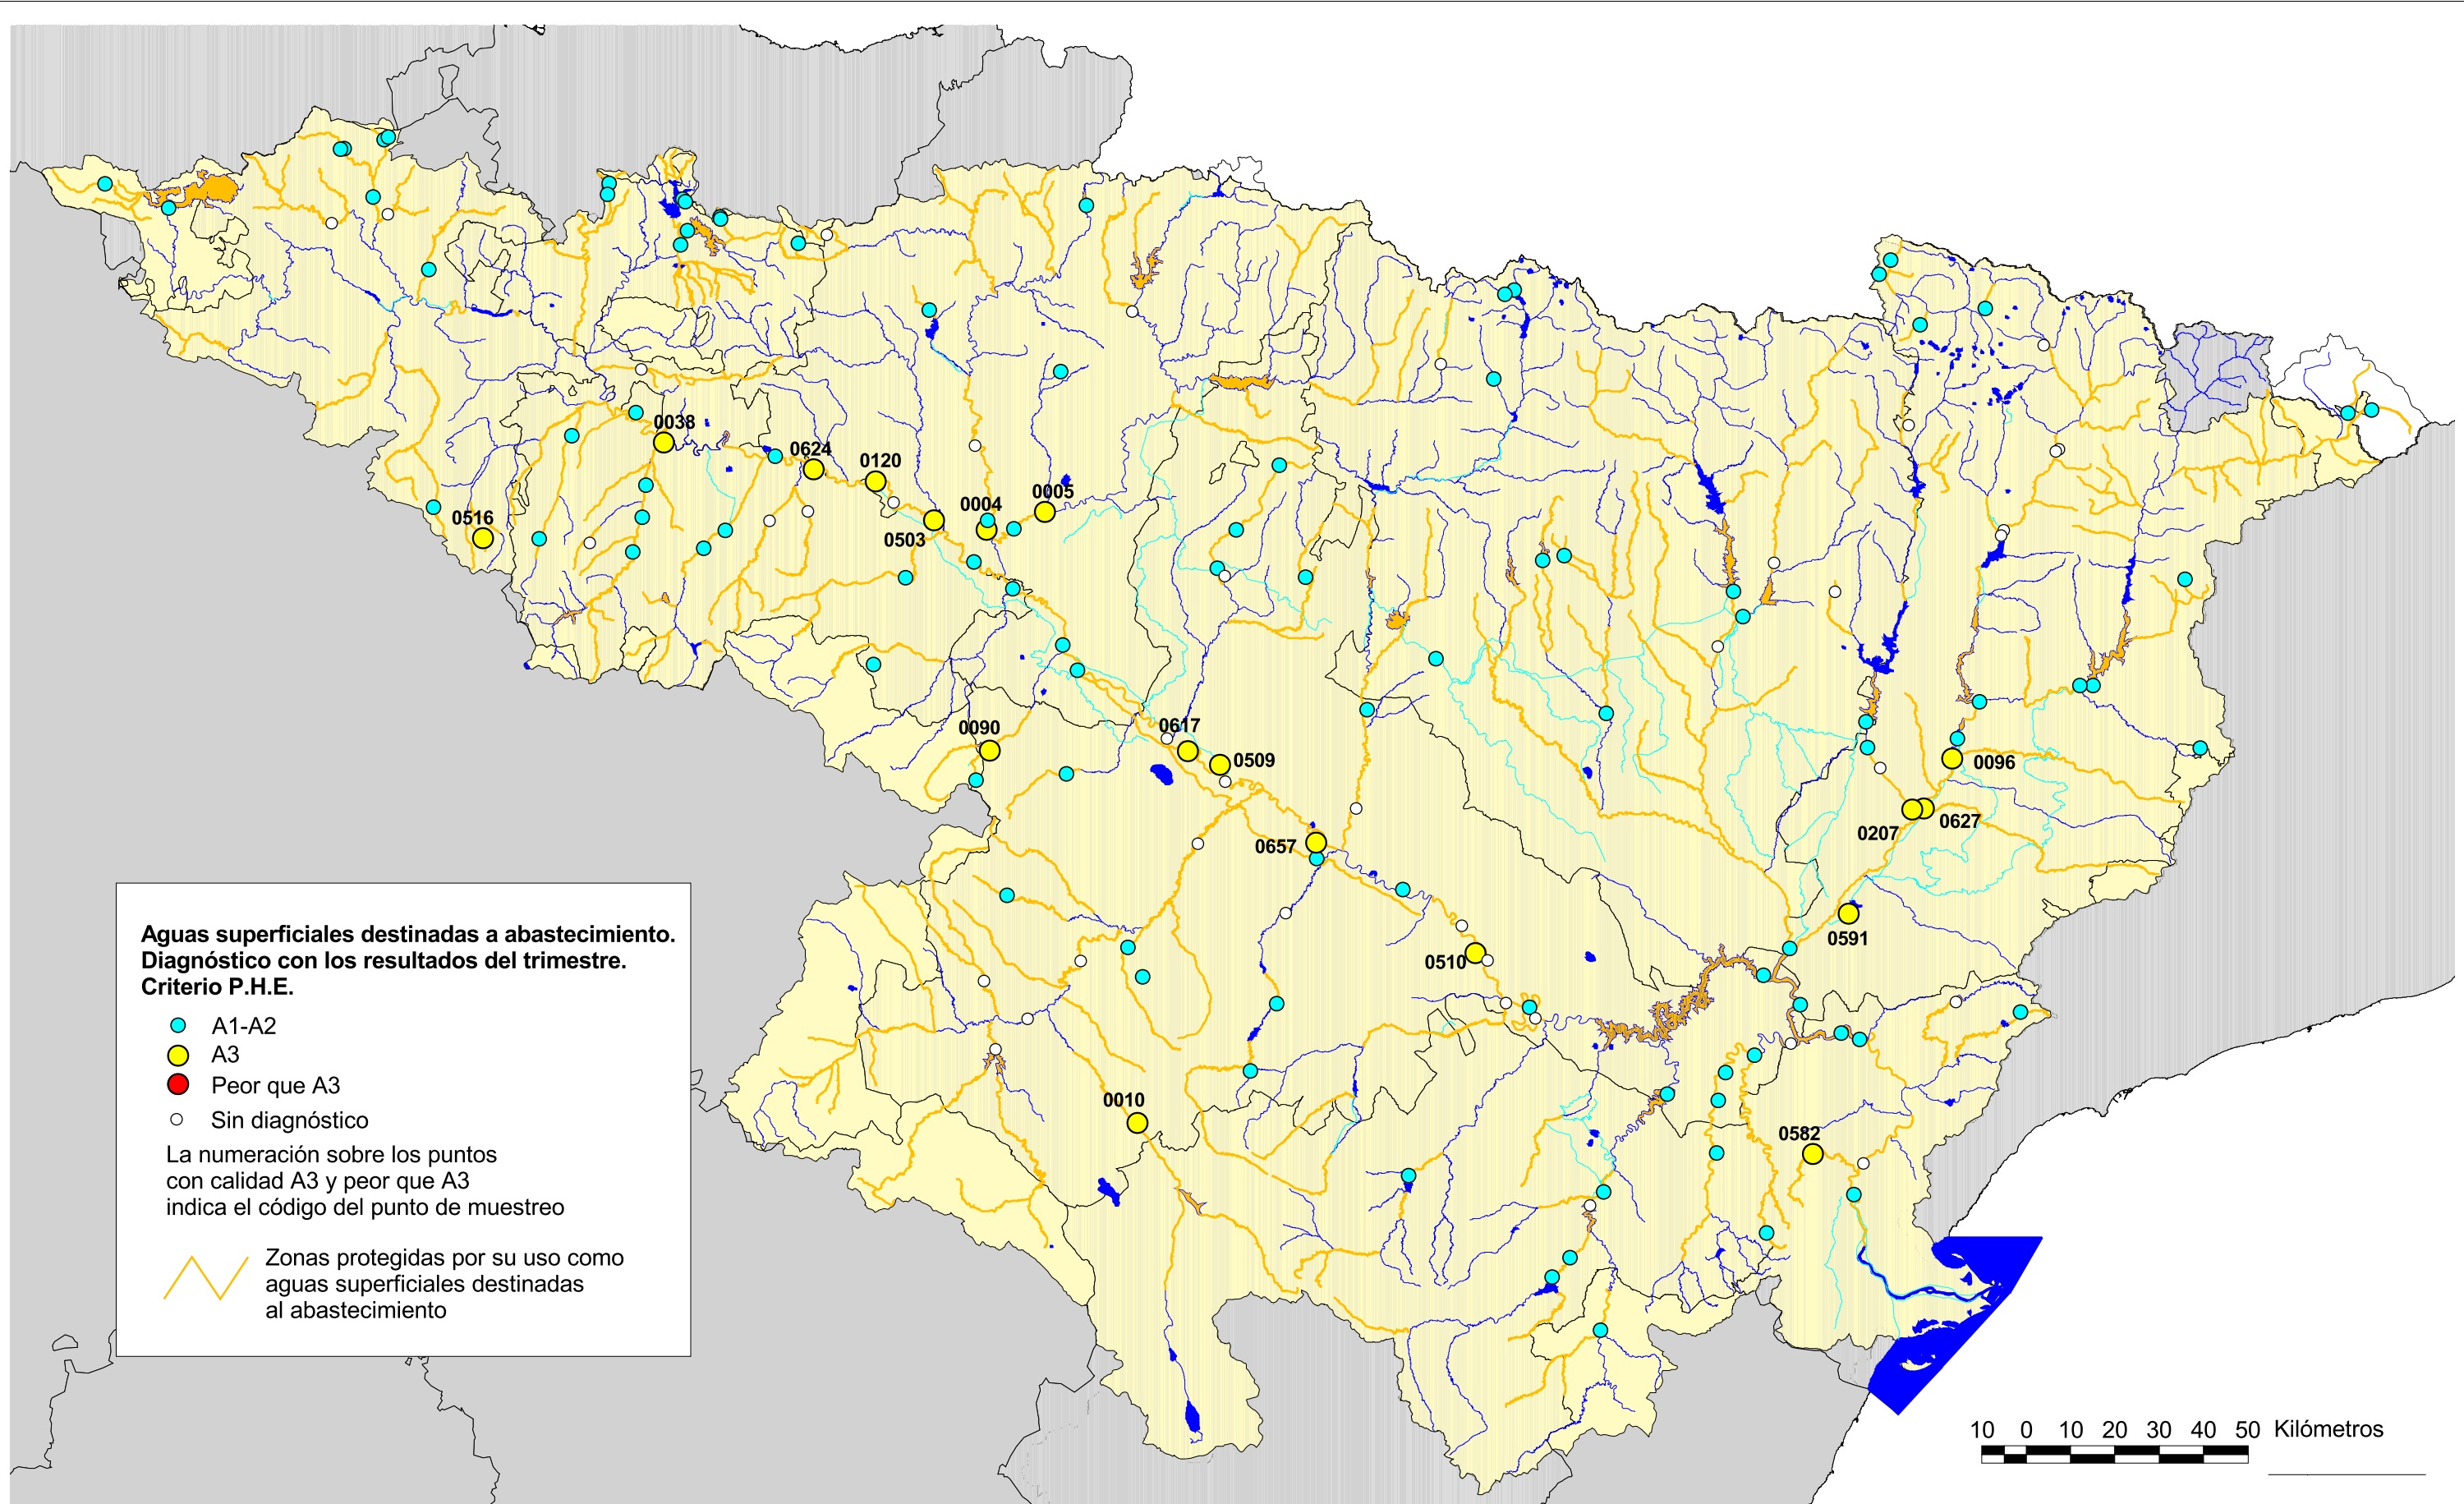 0038
0624
0120
0005
0004
0516
0503
0090
0617
0509
0096
0627
0207
0657
0591
0510
0010
0582
Aguas superficiales destinadas a abastecimiento.
Diagnóstico con los resultados del trimestre.
Criterio P.H.E.
A1-A2
A3
Peor que A3
Sin diagnóstico
La numeración sobre los puntos
con calidad A3 y peor que A3
indica el código del punto de muestreo
Zonas protegidas por su uso como
aguas superficiales destinadas
al abastecimiento
10 0 10 20 30 40 50 Kilómetros